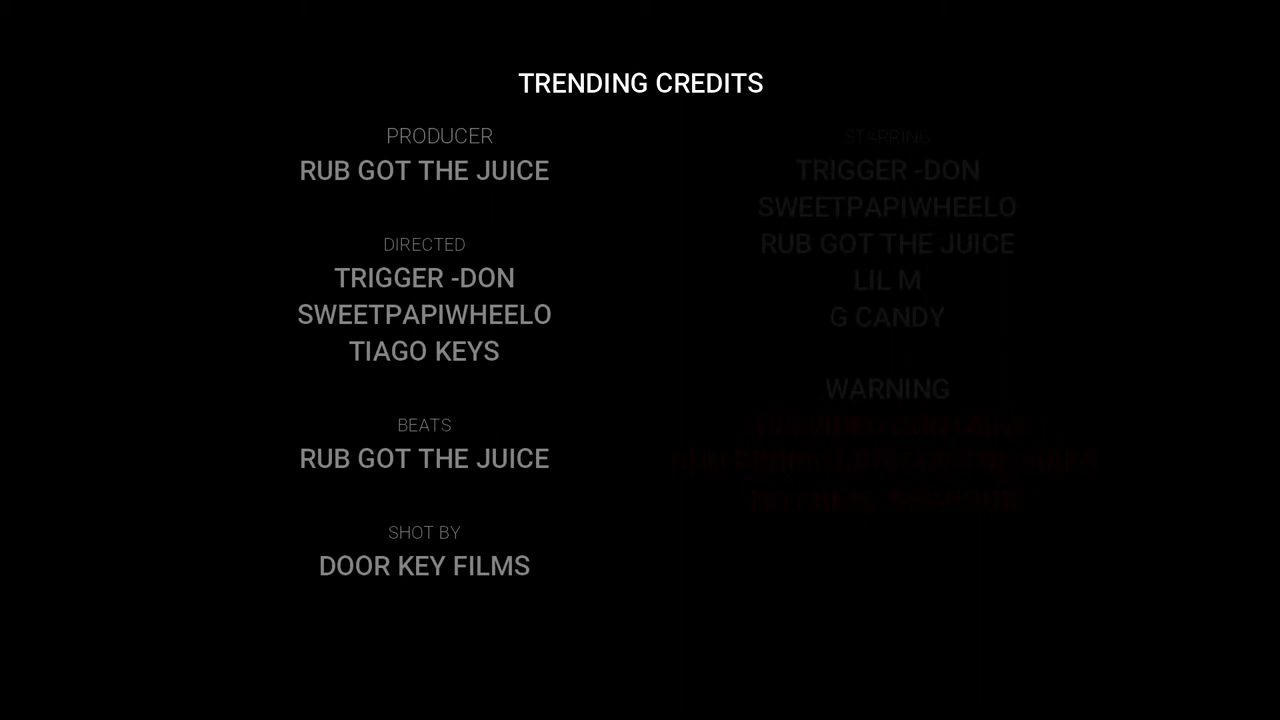 TRENDING CREDITS
PRODUCER
RUB GOT THE JUICE
DIRECTED
TRIGGER -DON
SWEETPAPIWHEELO
TIAGO KEYS
BEATS
RUB GOT THE JUICE
SHOT BY
DOOR KEY FILMS
STARRING
TRIGGER -DON
SWEETPAPIWHEELO
RUB GOT THE JUICE
LIL M
G CANDY
WARNING